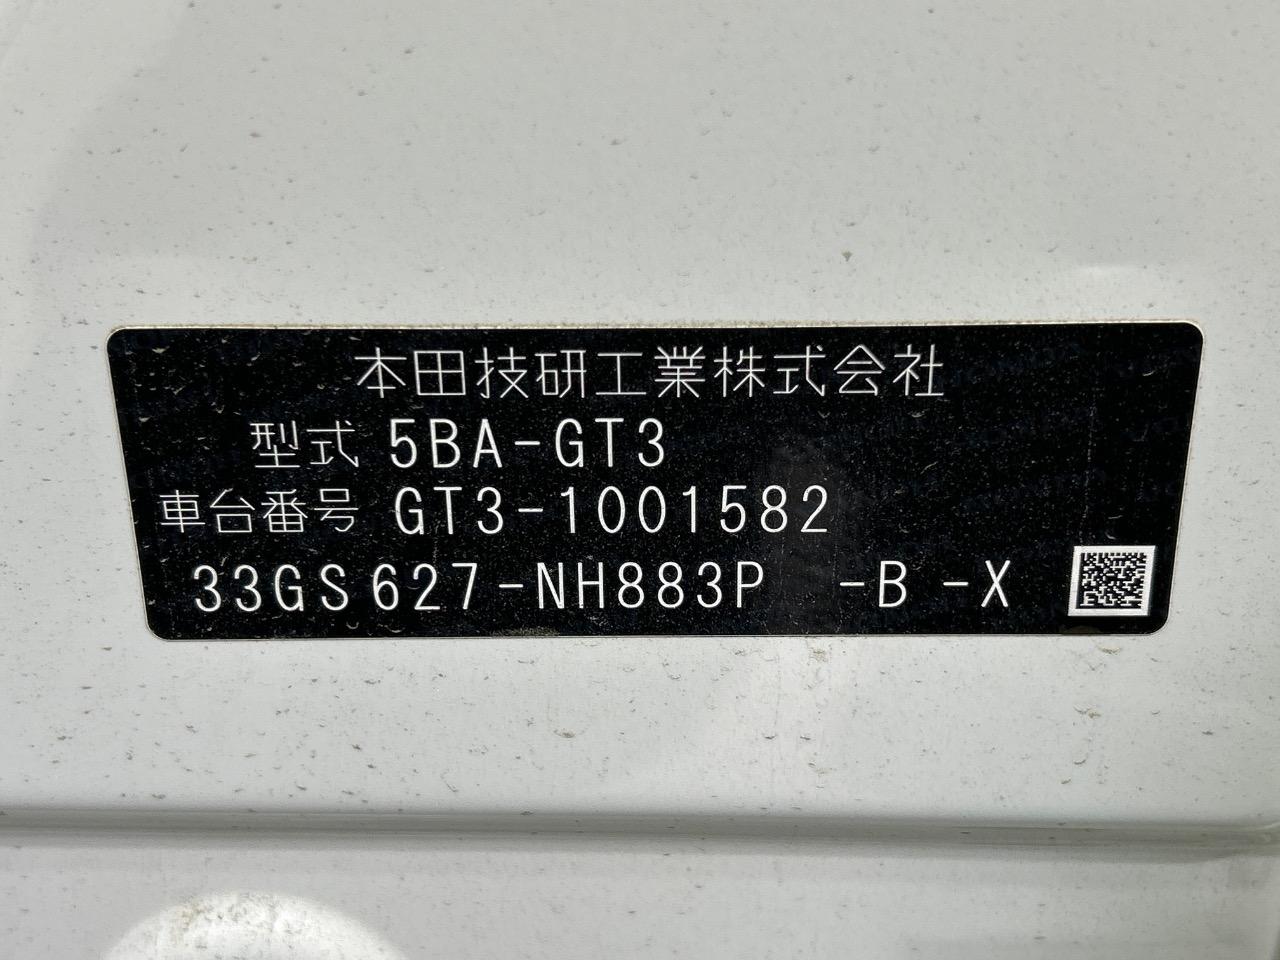 本田技研工業株式会社
型式 5BA-GT3
車台番号 GT3-1001582
33GS627-NH883P -B -X